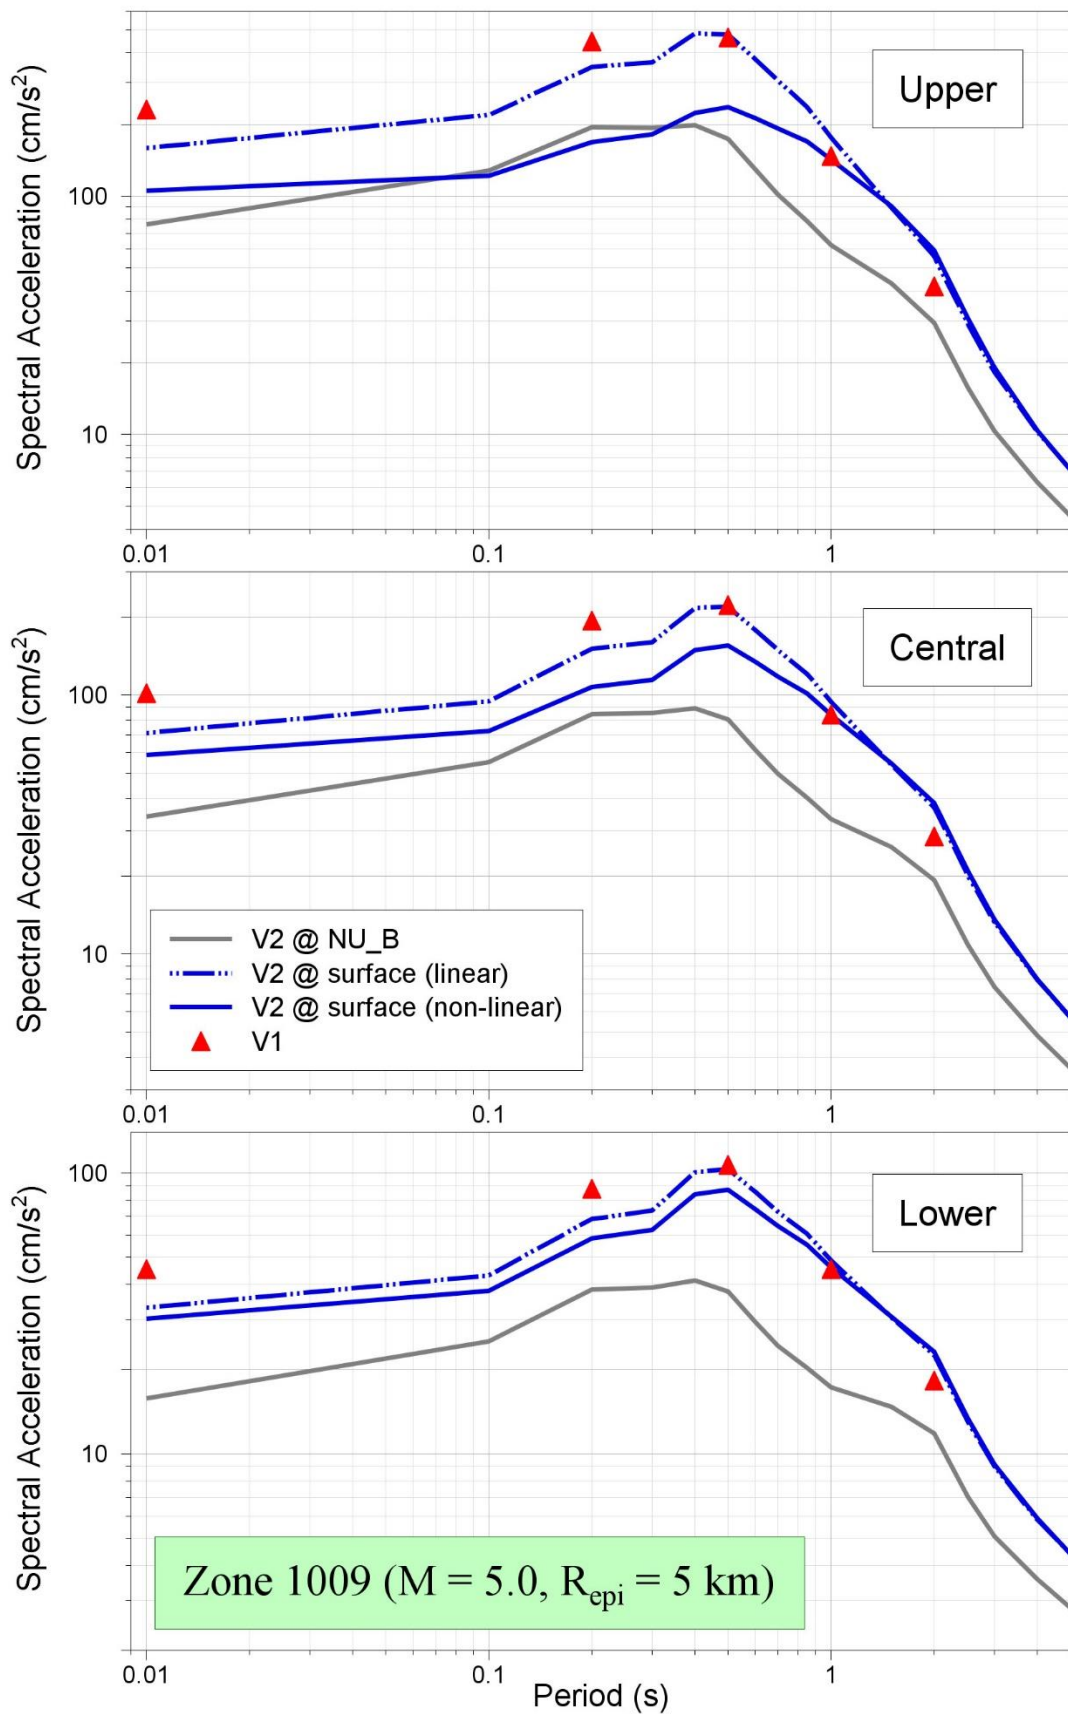 Spectral Acceleration (cm/s²)
100
10
Upper
0.01
0.1
1
Spectral Acceleration (cm/s²)
100
10
Central
V2 @ NU_B
V2 @ surface (linear)
V2 @ surface (non-linear)
V1
0.01
0.1
1
Spectral Acceleration (cm/s²)
100
10
Lower
Zone 1009 (M = 5.0, Repi = 5 km)
0.01
0.1
1
Period (s)